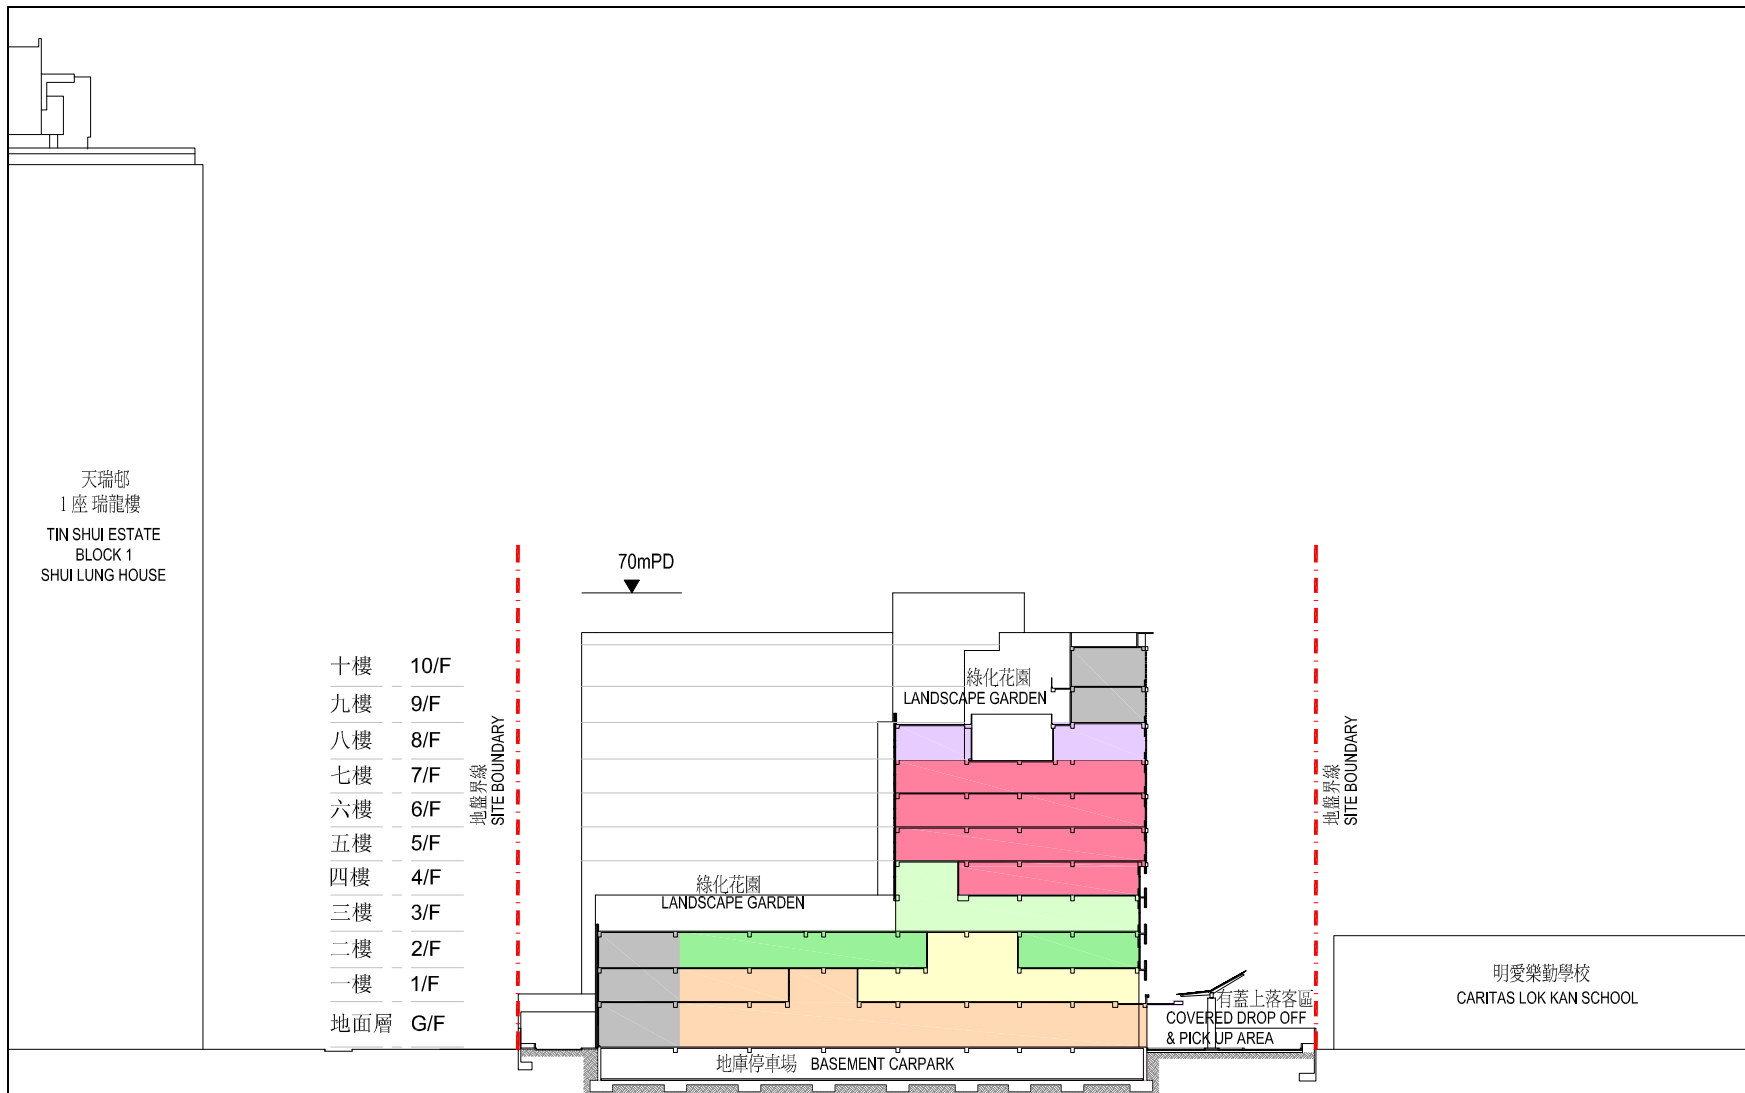 天瑞邨
1 座 瑞龍樓
TIN SHUI ESTATE
BLOCK 1
SHUI LUNG HOUSE
70mPD
十樓 10/F
九樓 9/F
八樓 8/F
七樓 7/F
六樓 6/F
五樓 5/F
四樓 4/F
三樓 3/F
二樓 2/F
一樓 1/F
地面層 G/F
地盤界線
SITE BOUNDARY
綠化花園
LANDSCAPE GARDEN
綠化花園
LANDSCAPE GARDEN
地庫停車場 BASEMENT CARPARK
有蓋上落客區
COVERED DROP OFF
& PICK UP AREA
地盤界線
SITE BOUNDARY
明愛樂勤學校
CARITAS LOK KAN SCHOOL